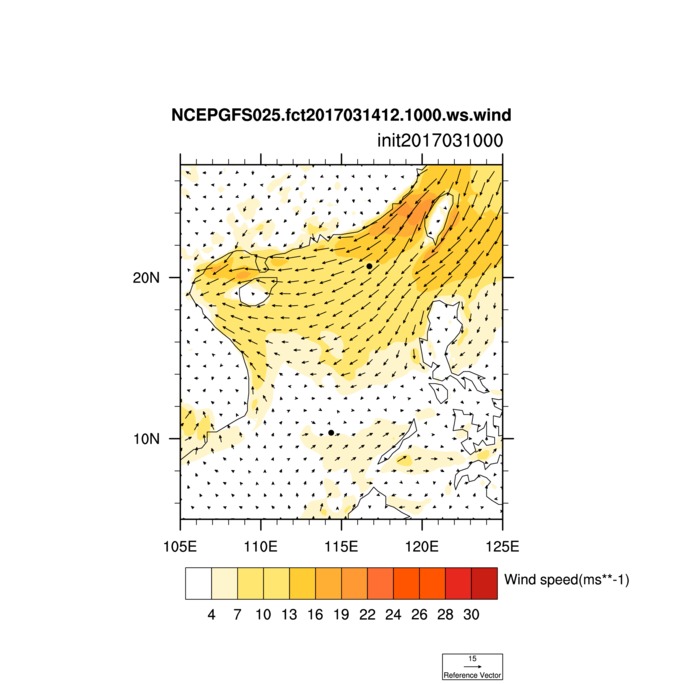 NCEPGFS025.fct2017031412.1000.ws.wind
init2017031000
20N
10N
105E 110E 115E 120E 125E
Wind speed(ms**-1)
4 7 10 13 16 19 22 24 26 28 30
15
Reference Vector